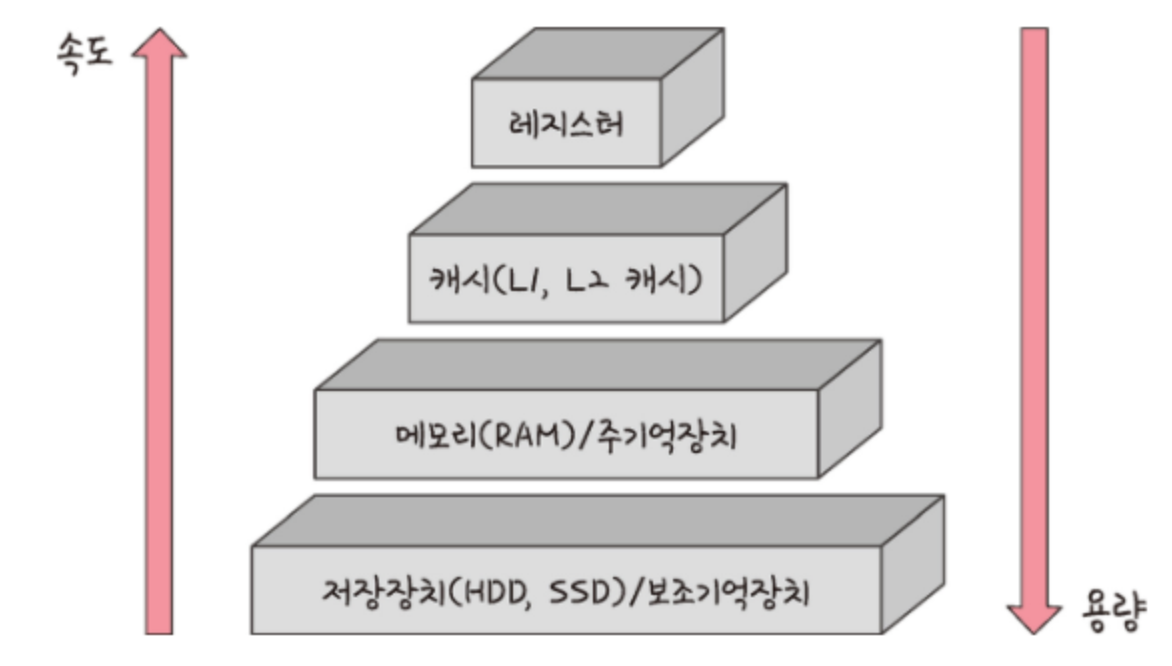 속도
레지스터
캐시(L1, L2 캐시)
메모리(RAM)/주기억장치
저장장치(HDD, SSD)/보조기억장치
용량